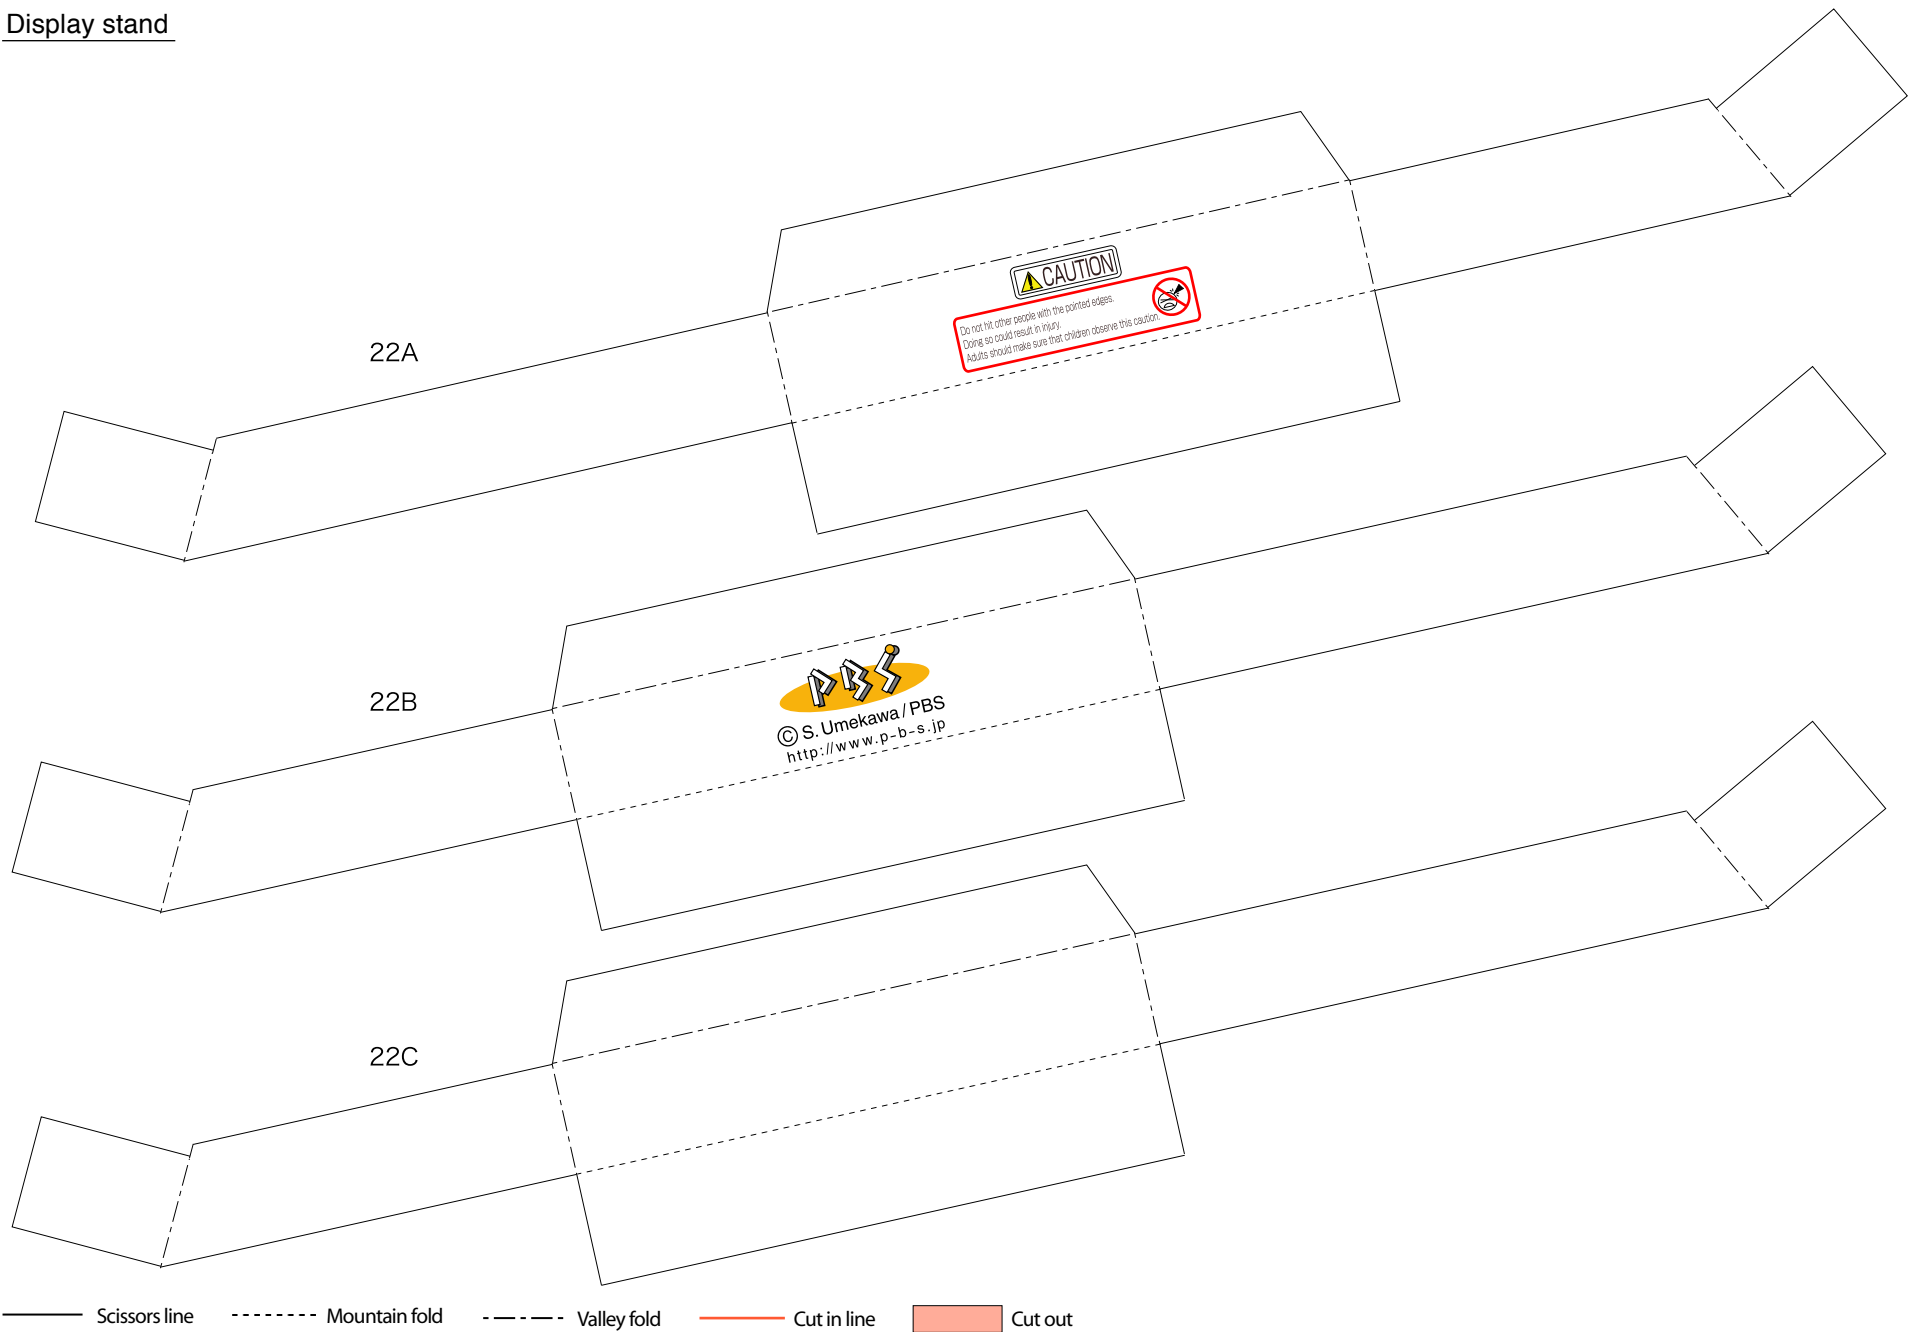 Display stand
CAUTION
Do not hit other people with the pointed edges.
Doing so could result in injury.
Adults should make sure that children observe this caution.
22A
22B
PBS
© S. Umekawa / PBS
http://www.p-b-s.jp
22C
Scissors line
Mountain fold
Valley fold
Cut in line
Cut out